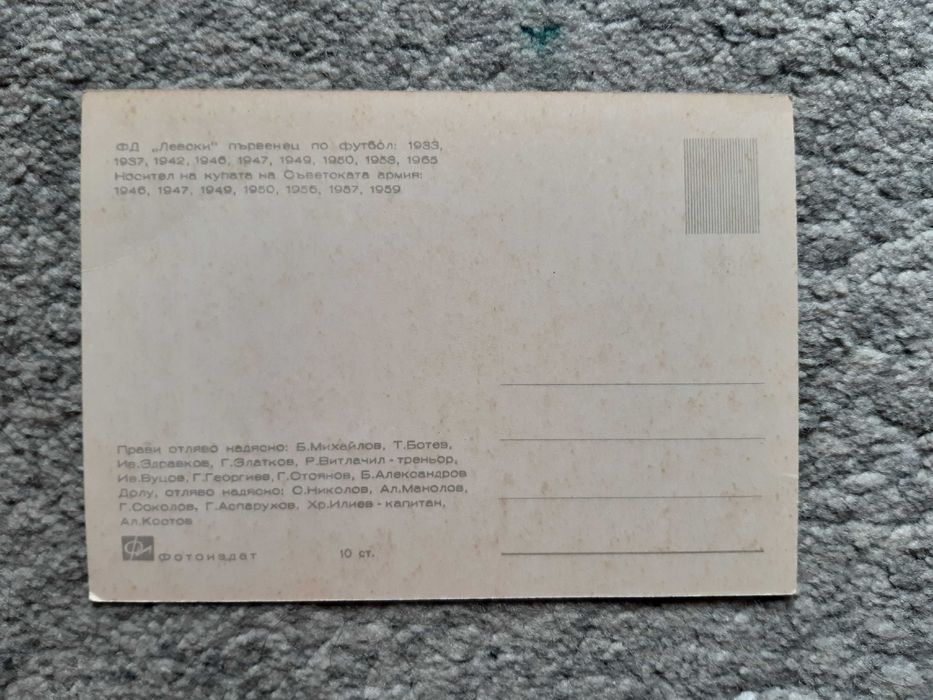 ФД „Левски" първенец по футбол: 1933,
1937, 1942, 1946, 1947, 1949, 1950, 1953, 1965
Носител на купата на Съветската армия:
1946, 1947, 1949, 1950, 1956, 1957, 1959
Прави отляво надясно: Б.Михайлов, Т.Ботев,
Ив.Здравков, Г.Златков, Р.Витлачил - треньор,
Ив.Вуцов, Г.Георгиев, Г.Стоянов, Б.Александров
Долу, отляво надясно: С.Николов, Ал.Манолов,
Г.Соколов, Г.Аспарухов, Хр.Илиев - капитан,
Ал.Костов
Фотоиздат 10 ст.